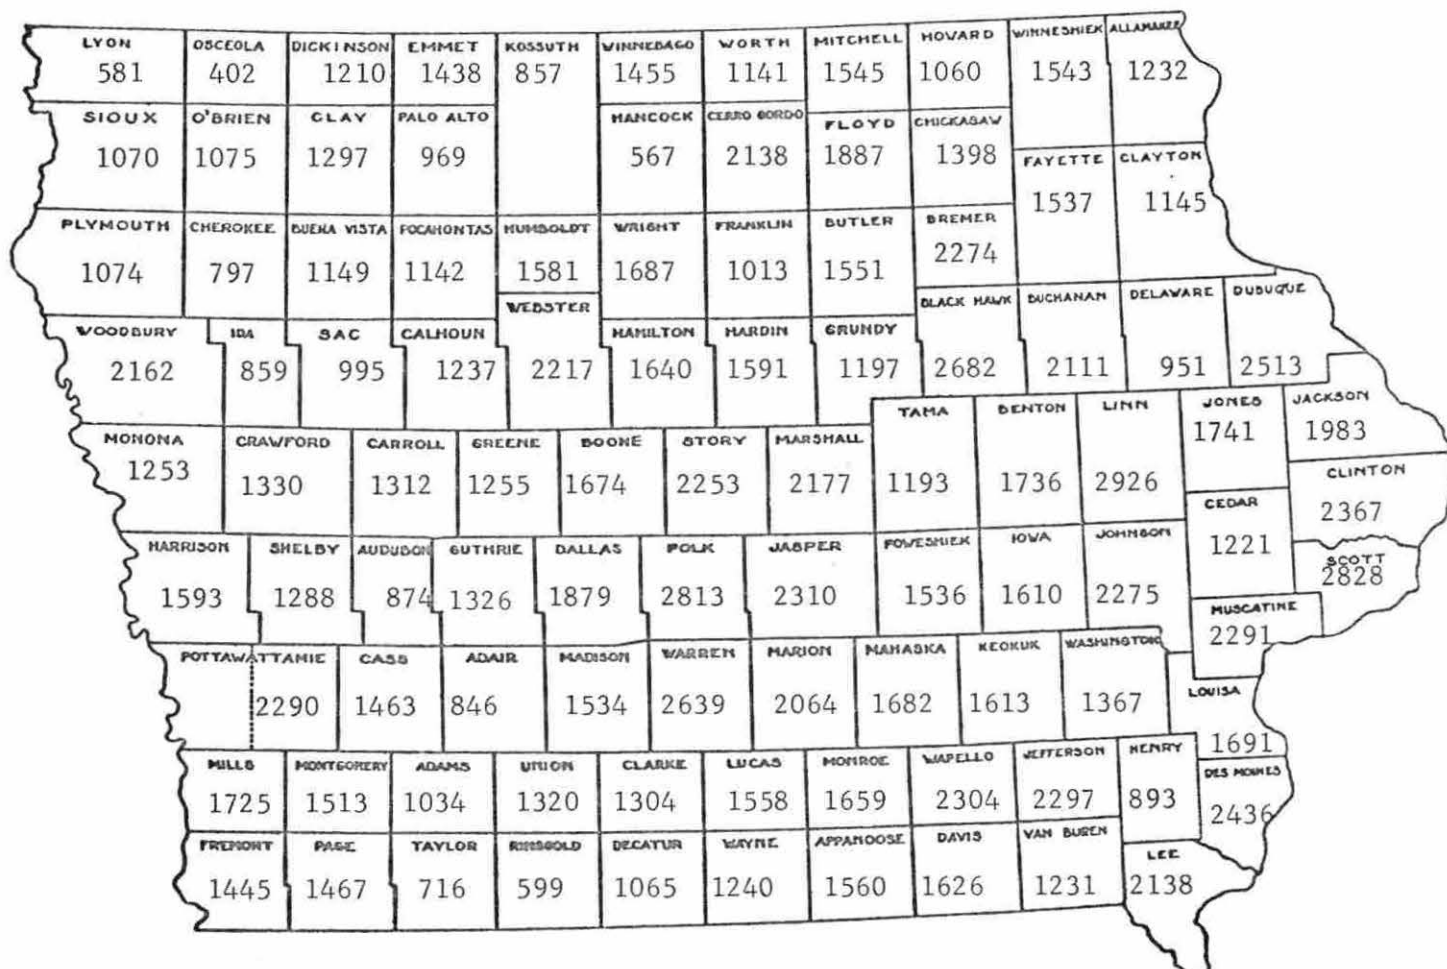 LYON OSCEOLA DICKINSON EMMET KOSSUTH WINNEBAGO WORTH MITCHELL HOWARD WINNESHIEK ALLAMAKEE
581 402 1210 1438 857 1455 1141 1545 1060 1543 1232
SIOUX O'BRIEN CLAY PALO ALTO HANCOCK CERRO GORDO FLOYD CHICKASAW
1070 1075 1297 969 567 2138 1887 1398
FAYETTE CLAYTON
1537 1145
PLYMOUTH CHEROKEE BUENA VISTA POCAHONTAS HUMBOLDT WRIGHT FRANKLIN BUTLER BREMER
1074 797 1149 1142 1581 1687 1013 1551 2274
WEBSTER BLACK HAWK BUCHANAN DELAWARE DUBUQUE
WOODBURY IDA SAC CALHOUN HAMILTON HARDIN GRUNDY
2162 859 995 1237 2217 1640 1591 1197 2682 2111 951 2513
TAMA BENTON LINN JONES JACKSON
1741 1983
MONONA CRAWFORD CARROLL GREENE BOONE STORY MARSHALL
1253 1330 1312 1255 1674 2253 2177 1193 1736 2926
CLINTON
2367
CEDAR
1221
HARRISON SHELBY AUDUBON GUTHRIE DALLAS POLK JASPER POWESHIEK IOWA JOHNSON
SCOTT
2828
1593 1288 874 1326 1879 2813 2310 1536 1610 2275
MUSCATINE
2291
POTTAWATTAMIE CASS ADAIR MADISON WARREN MARION MAHASKA KEOKUK WASHINGTON
2290 1463 846 1534 2639 2064 1682 1613 1367
LOUISA
1691
MILLS MONTGOMERY ADAMS UNION CLARKE LUCAS MONROE WAPELLO JEFFERSON HENRY DES MOINES
1725 1513 1034 1320 1304 1558 1659 2304 2297 893 2436
FREMONT PAGE TAYLOR RINGGOLD DECATUR WAYNE APPANOOSE DAVIS VAN BUREN LEE
1445 1467 716 599 1065 1240 1560 1626 1231 2138